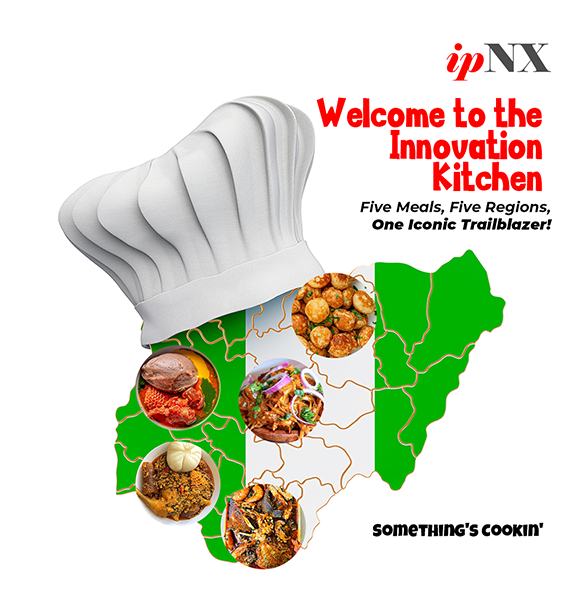 ipNX
Welcome to the
Innovation
Kitchen
Five Meals, Five Regions,
One Iconic Trailblazer!
Something's Cookin'